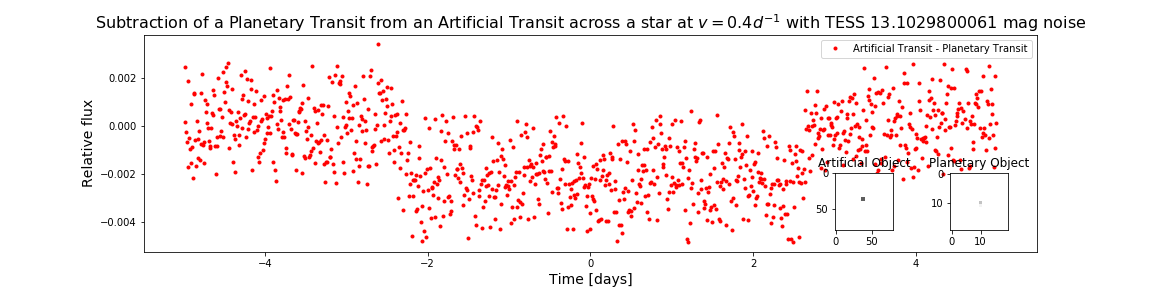 Subtraction of a Planetary Transit from an Artificial Transit across a star at v = 0.4d⁻¹ with TESS 13.1029800061 mag noise
Artificial Transit - Planetary Transit
Relative flux
0.002
0.000
−0.002
−0.004
Artificial Object
0
50
0 50
Planetary Object
0
10
0 10
−4 −2 0 2 4
Time [days]